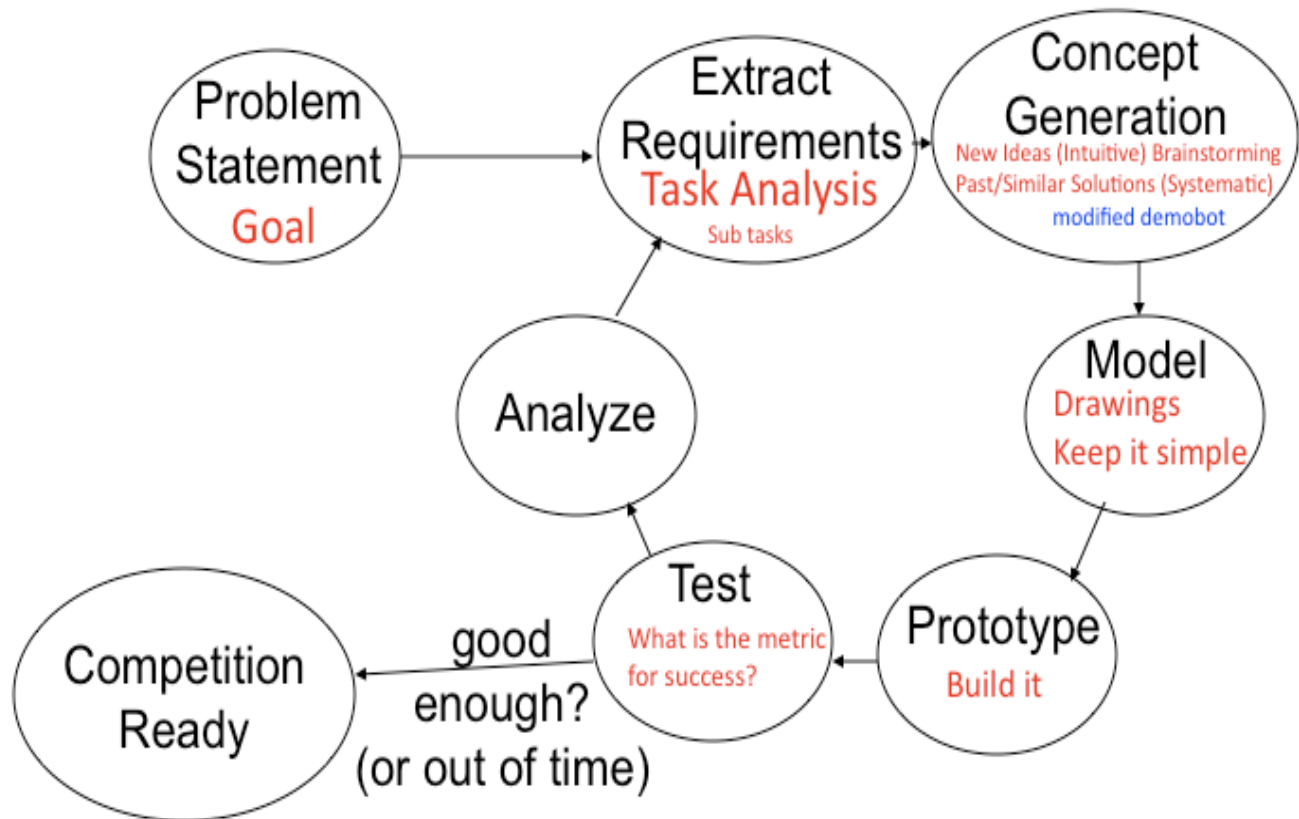 Problem
Statement
Goal
Extract
Requirements
Task Analysis
Sub tasks
Concept
Generation
New Ideas (Intuitive) Brainstorming
Past/Similar Solutions (Systematic)
modified demobot
Model
Drawings
Keep it simple
Prototype
Build it
Test
What is the metric
for success?
Analyze
good
enough?
(or out of time)
Competition
Ready